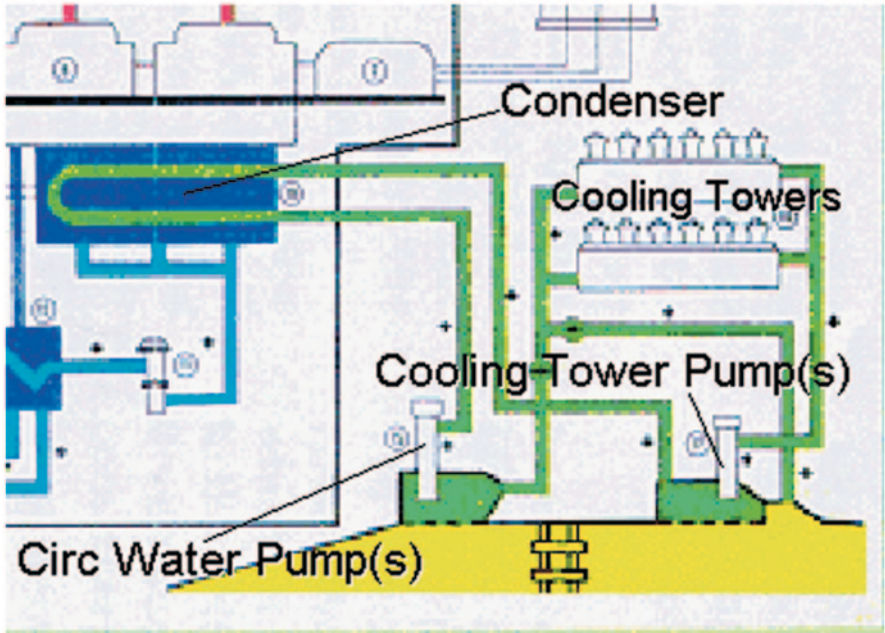 Condenser
Cooling Towers
Cooling Tower Pump(s)
Circ Water Pump(s)